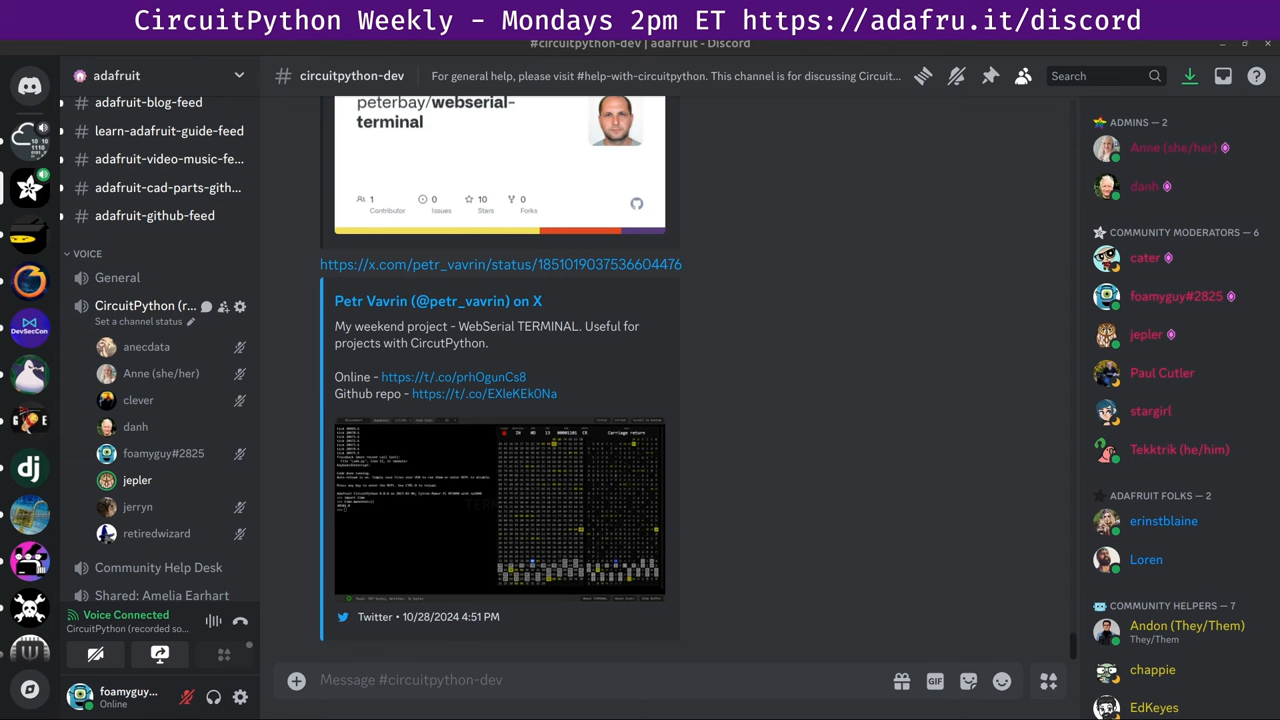 CircuitPython Weekly - Mondays 2pm ET https://adafru.it/discord
#circuitpython-dev | adafruit - Discord
adafruit
# circuitpython-dev
For general help, please visit #help-with-circuitpython. This channel is for discussing Circuit...
Search
# adafruit-blog-feed
# learn-adafruit-guide-feed
# adafruit-video-music-fe...
# adafruit-cad-parts-gith...
# adafruit-github-feed
VOICE
General
CircuitPython (r...
Set a channel status
anecdata
Anne (she/her)
clever
danh
foamyguy#2825
jepler
jerryn
retiredwizard
Community Help Desk
Shared: Amelia Earhart
Voice Connected
CircuitPython (recorded so...
foamyguy...
Online
peterbay/webserial-
terminal
1
Contributor
0
Issues
10
Stars
0
Forks
https://x.com/petr_vavrin/status/1851019037536604476
Petr Vavrin (@petr_vavrin) on X
My weekend project - WebSerial TERMINAL. Useful for
projects with CircutPython.
Online - https://t/.co/prhOgunCs8
Github repo - https://t/.co/EXleKEk0Na
Carriage return
Twitter • 10/28/2024 4:51 PM
Message #circuitpython-dev
GIF
ADMINS — 2
Anne (she/her)
danh
COMMUNITY MODERATORS — 6
cater
foamyguy#2825
jepler
Paul Cutler
stargirl
Tekktrik (he/him)
ADAFRUIT FOLKS — 2
erinstblaine
Loren
COMMUNITY HELPERS — 7
Andon (They/Them)
They/Them
chappie
EdKeyes